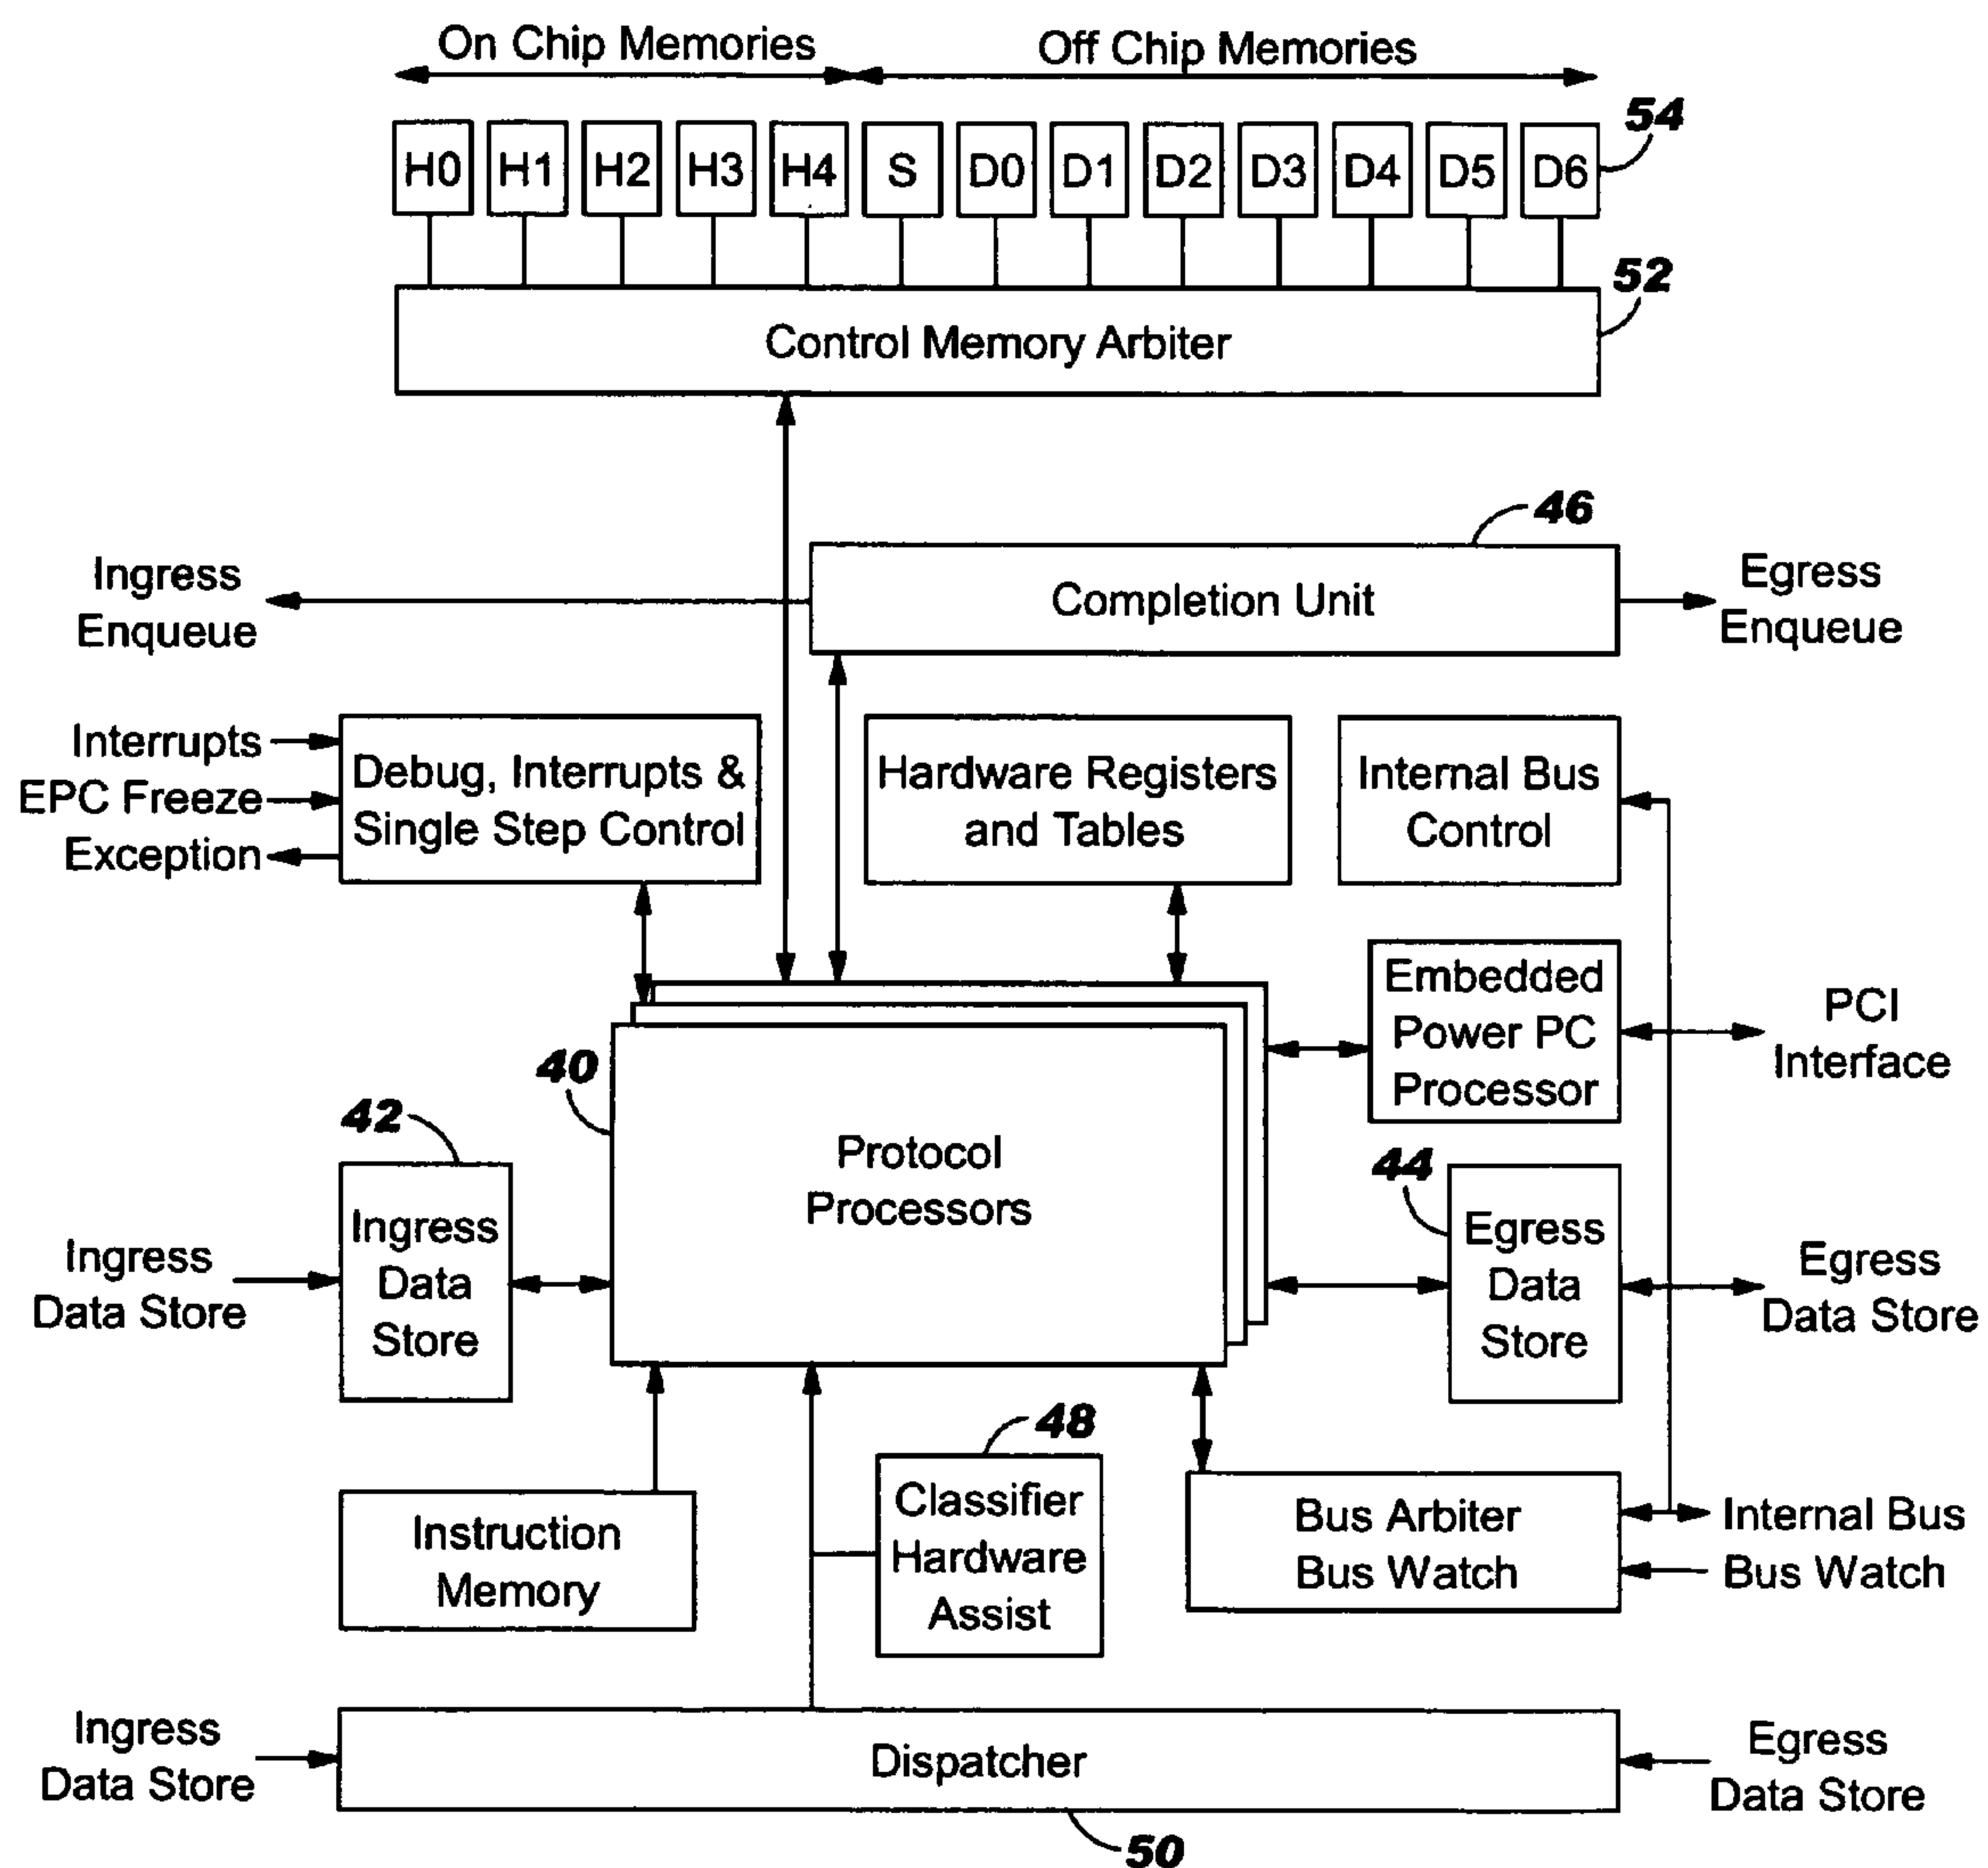 On Chip Memories
Off Chip Memories
54
H0 H1 H2 H3 H4 S D0 D1 D2 D3 D4 D5 D6
52
Control Memory Arbiter
46
Ingress
Enqueue
Completion Unit
Egress
Enqueue
Interrupts
EPC Freeze
Exception
Debug, Interrupts &
Single Step Control
Hardware Registers
and Tables
Internal Bus
Control
Embedded
Power PC
Processor
PCI
Interface
40
42
Protocol
Processors
44
Ingress
Data Store
Ingress
Data
Store
Egress
Data
Store
Egress
Data Store
48
Instruction
Memory
Classifier
Hardware
Assist
Bus Arbiter
Bus Watch
Internal Bus
Bus Watch
Ingress
Data Store
Dispatcher
Egress
Data Store
50